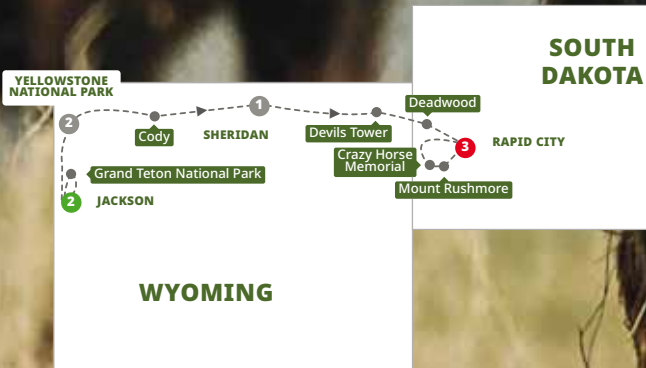 SOUTH
DAKOTA
YELLOWSTONE
NATIONAL PARK
2
Cody
SHERIDAN
1
Devils Tower
Deadwood
3
RAPID CITY
Crazy Horse
Memorial
Mount Rushmore
Grand Teton National Park
2
JACKSON
WYOMING